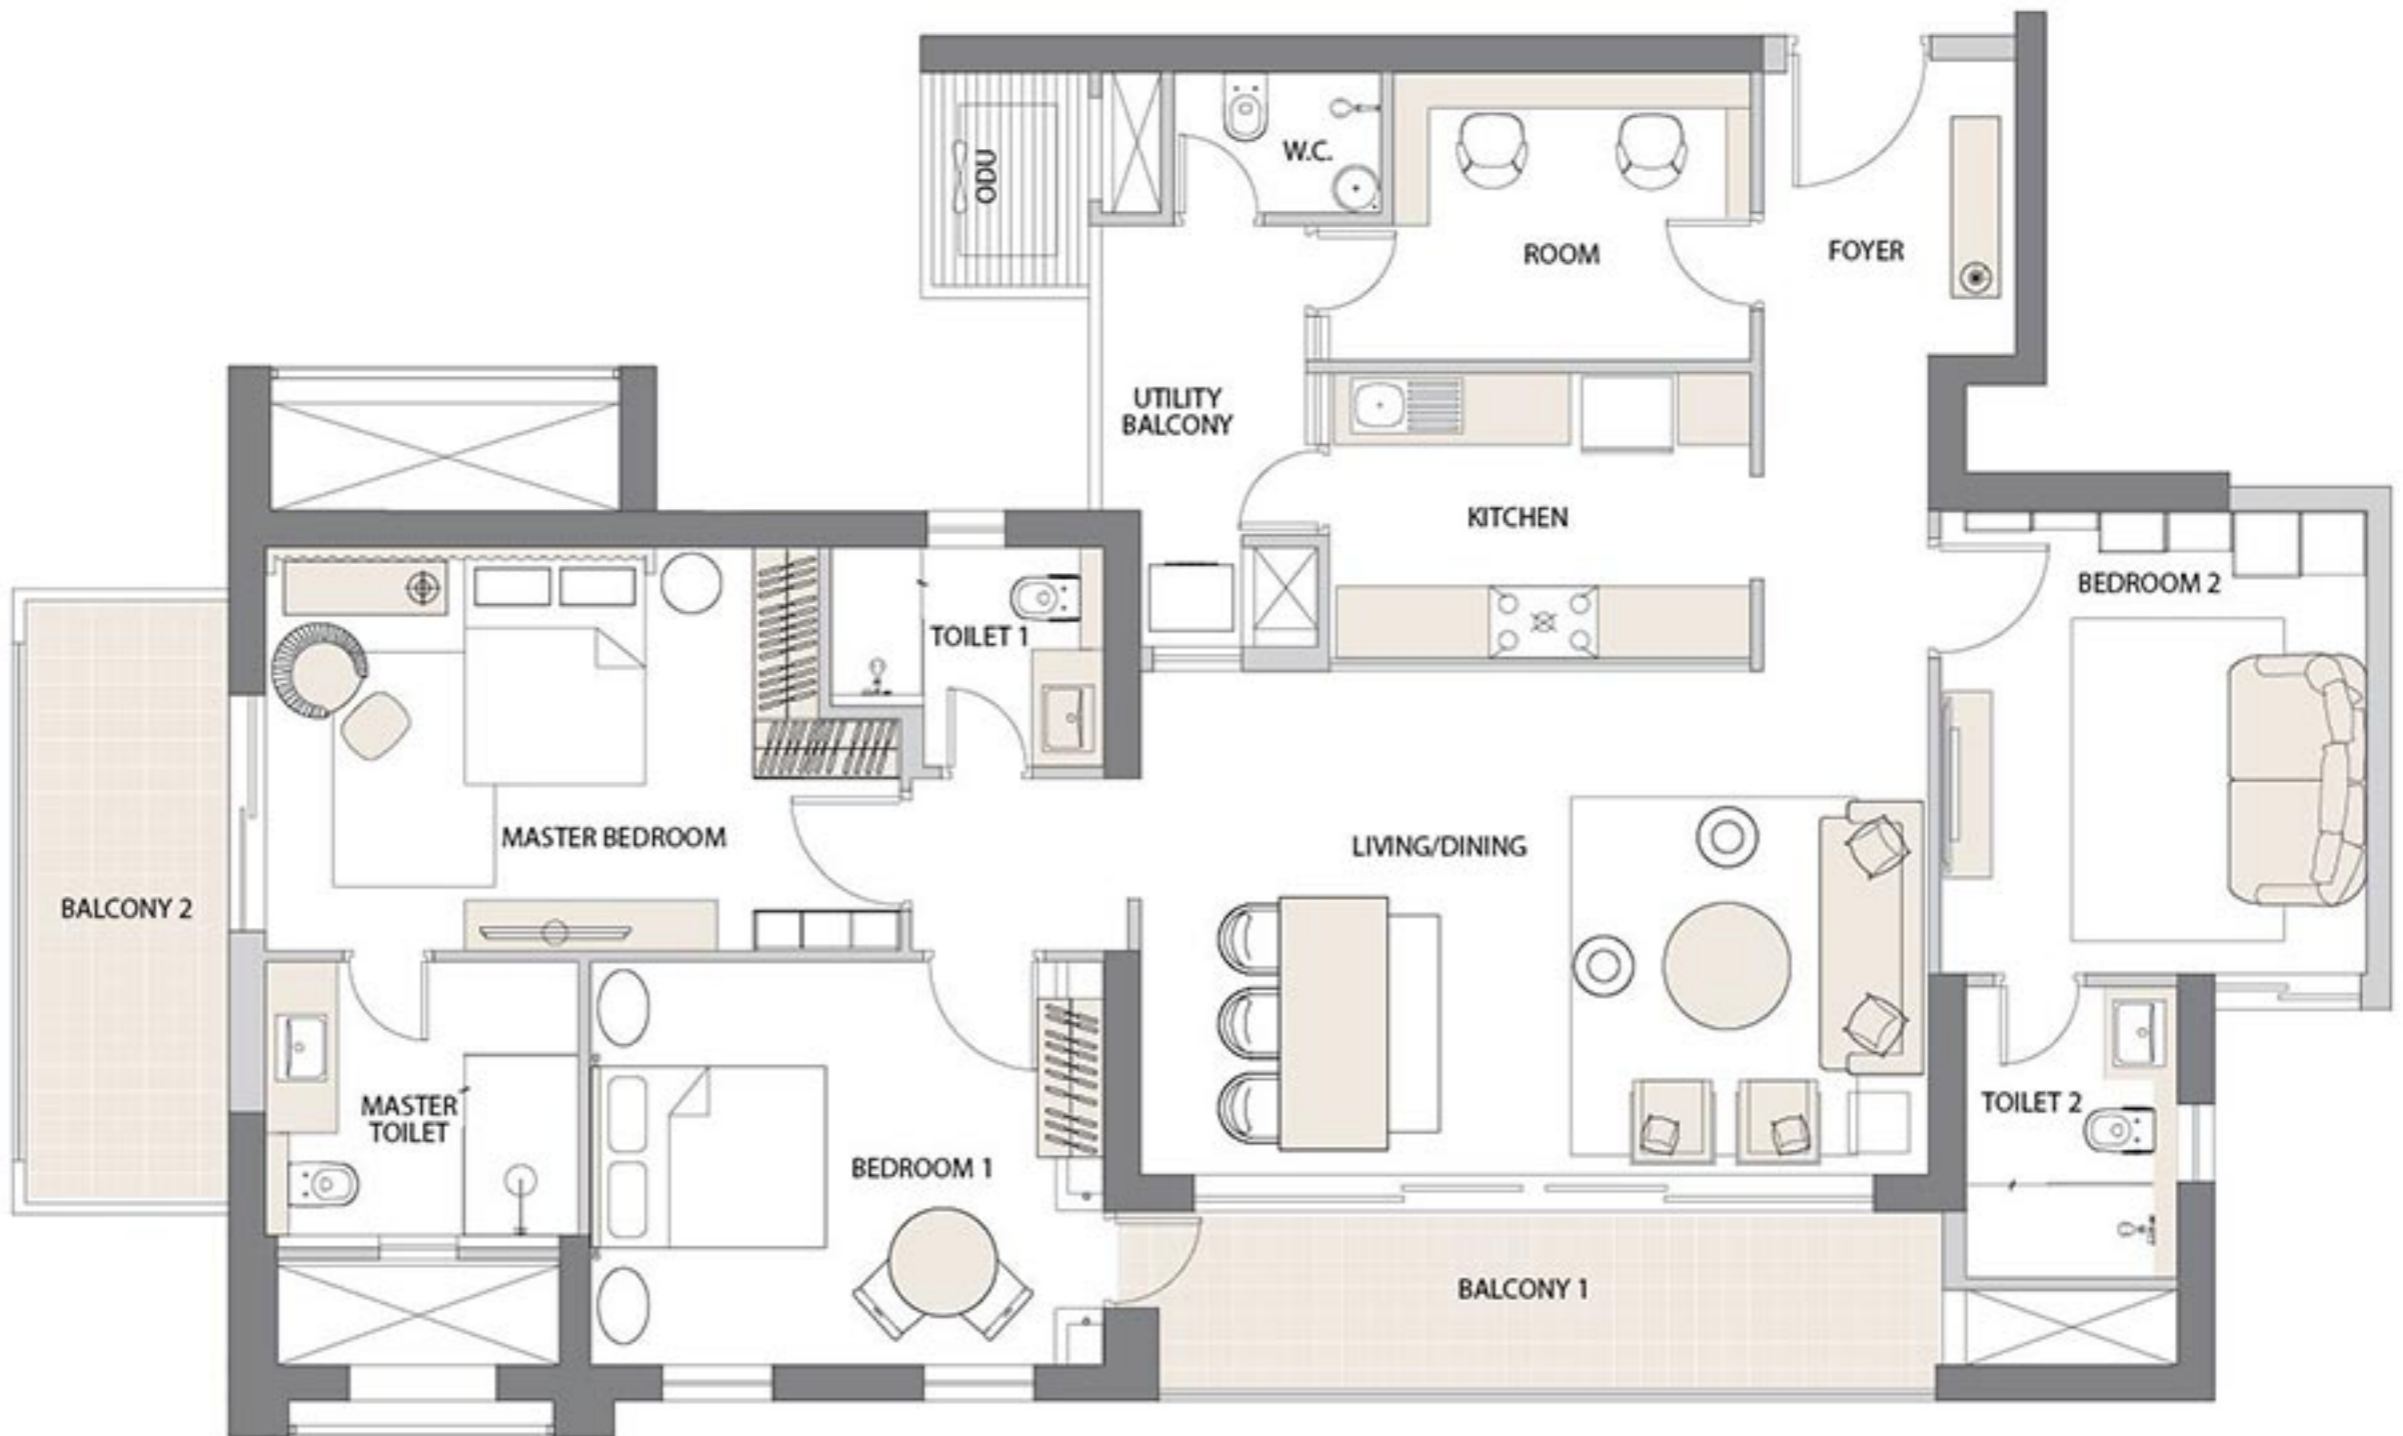 ODU
W.C.
ROOM
FOYER
UTILITY
BALCONY
KITCHEN
BEDROOM 2
TOILET 1
MASTER BEDROOM
LIVING/DINING
BALCONY 2
MASTER
TOILET
TOILET 2
BEDROOM 1
BALCONY 1